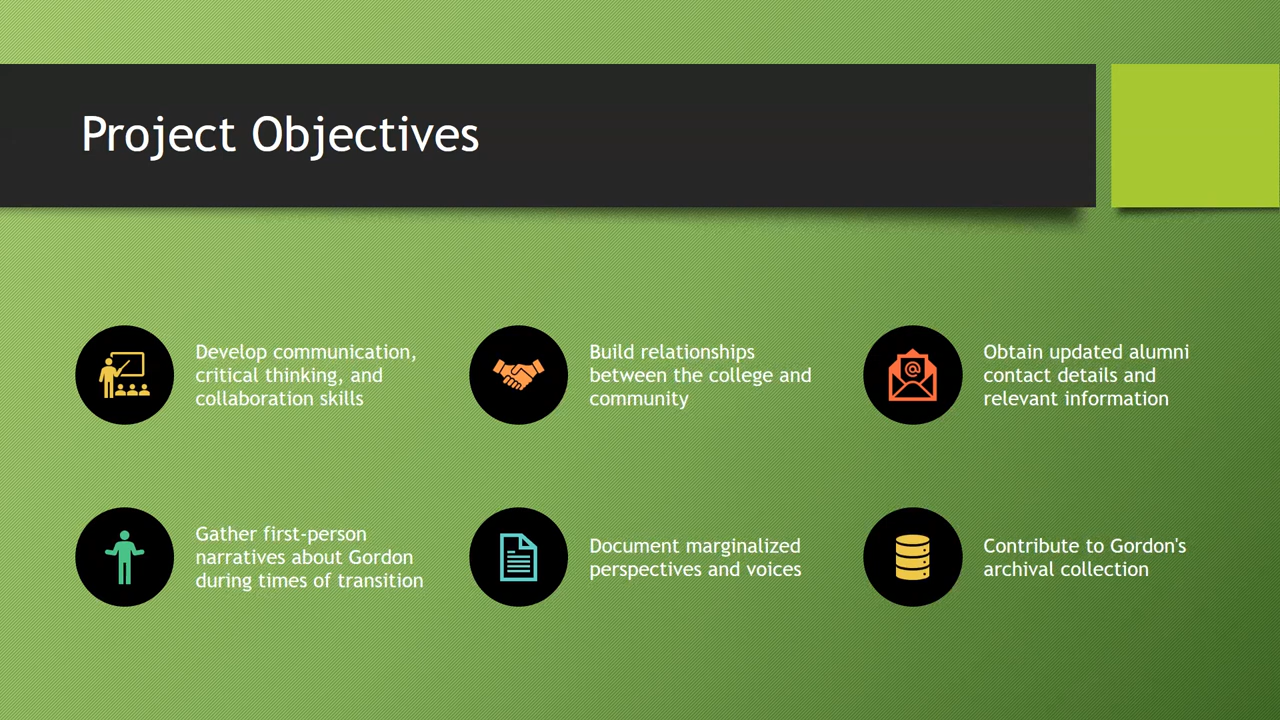 Project Objectives
Develop communication,
critical thinking, and
collaboration skills
Build relationships
between the college and
community
@
Obtain updated alumni
contact details and
relevant information
Gather first-person
narratives about Gordon
during times of transition
Document marginalized
perspectives and voices
Contribute to Gordon's
archival collection